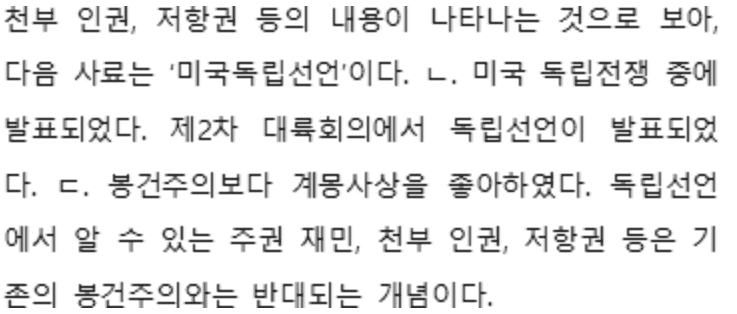 천부 인권, 저항권 등의 내용이 나타나는 것으로 보아,
다음 사료는 ‘미국독립선언’이다. ㄴ. 미국 독립전쟁 중에
발표되었다. 제2차 대륙회의에서 독립선언이 발표되었
다. ㄷ. 봉건주의보다 계몽사상을 좋아하였다. 독립선언
에서 알 수 있는 주권 재민, 천부 인권, 저항권 등은 기
존의 봉건주의와는 반대되는 개념이다.